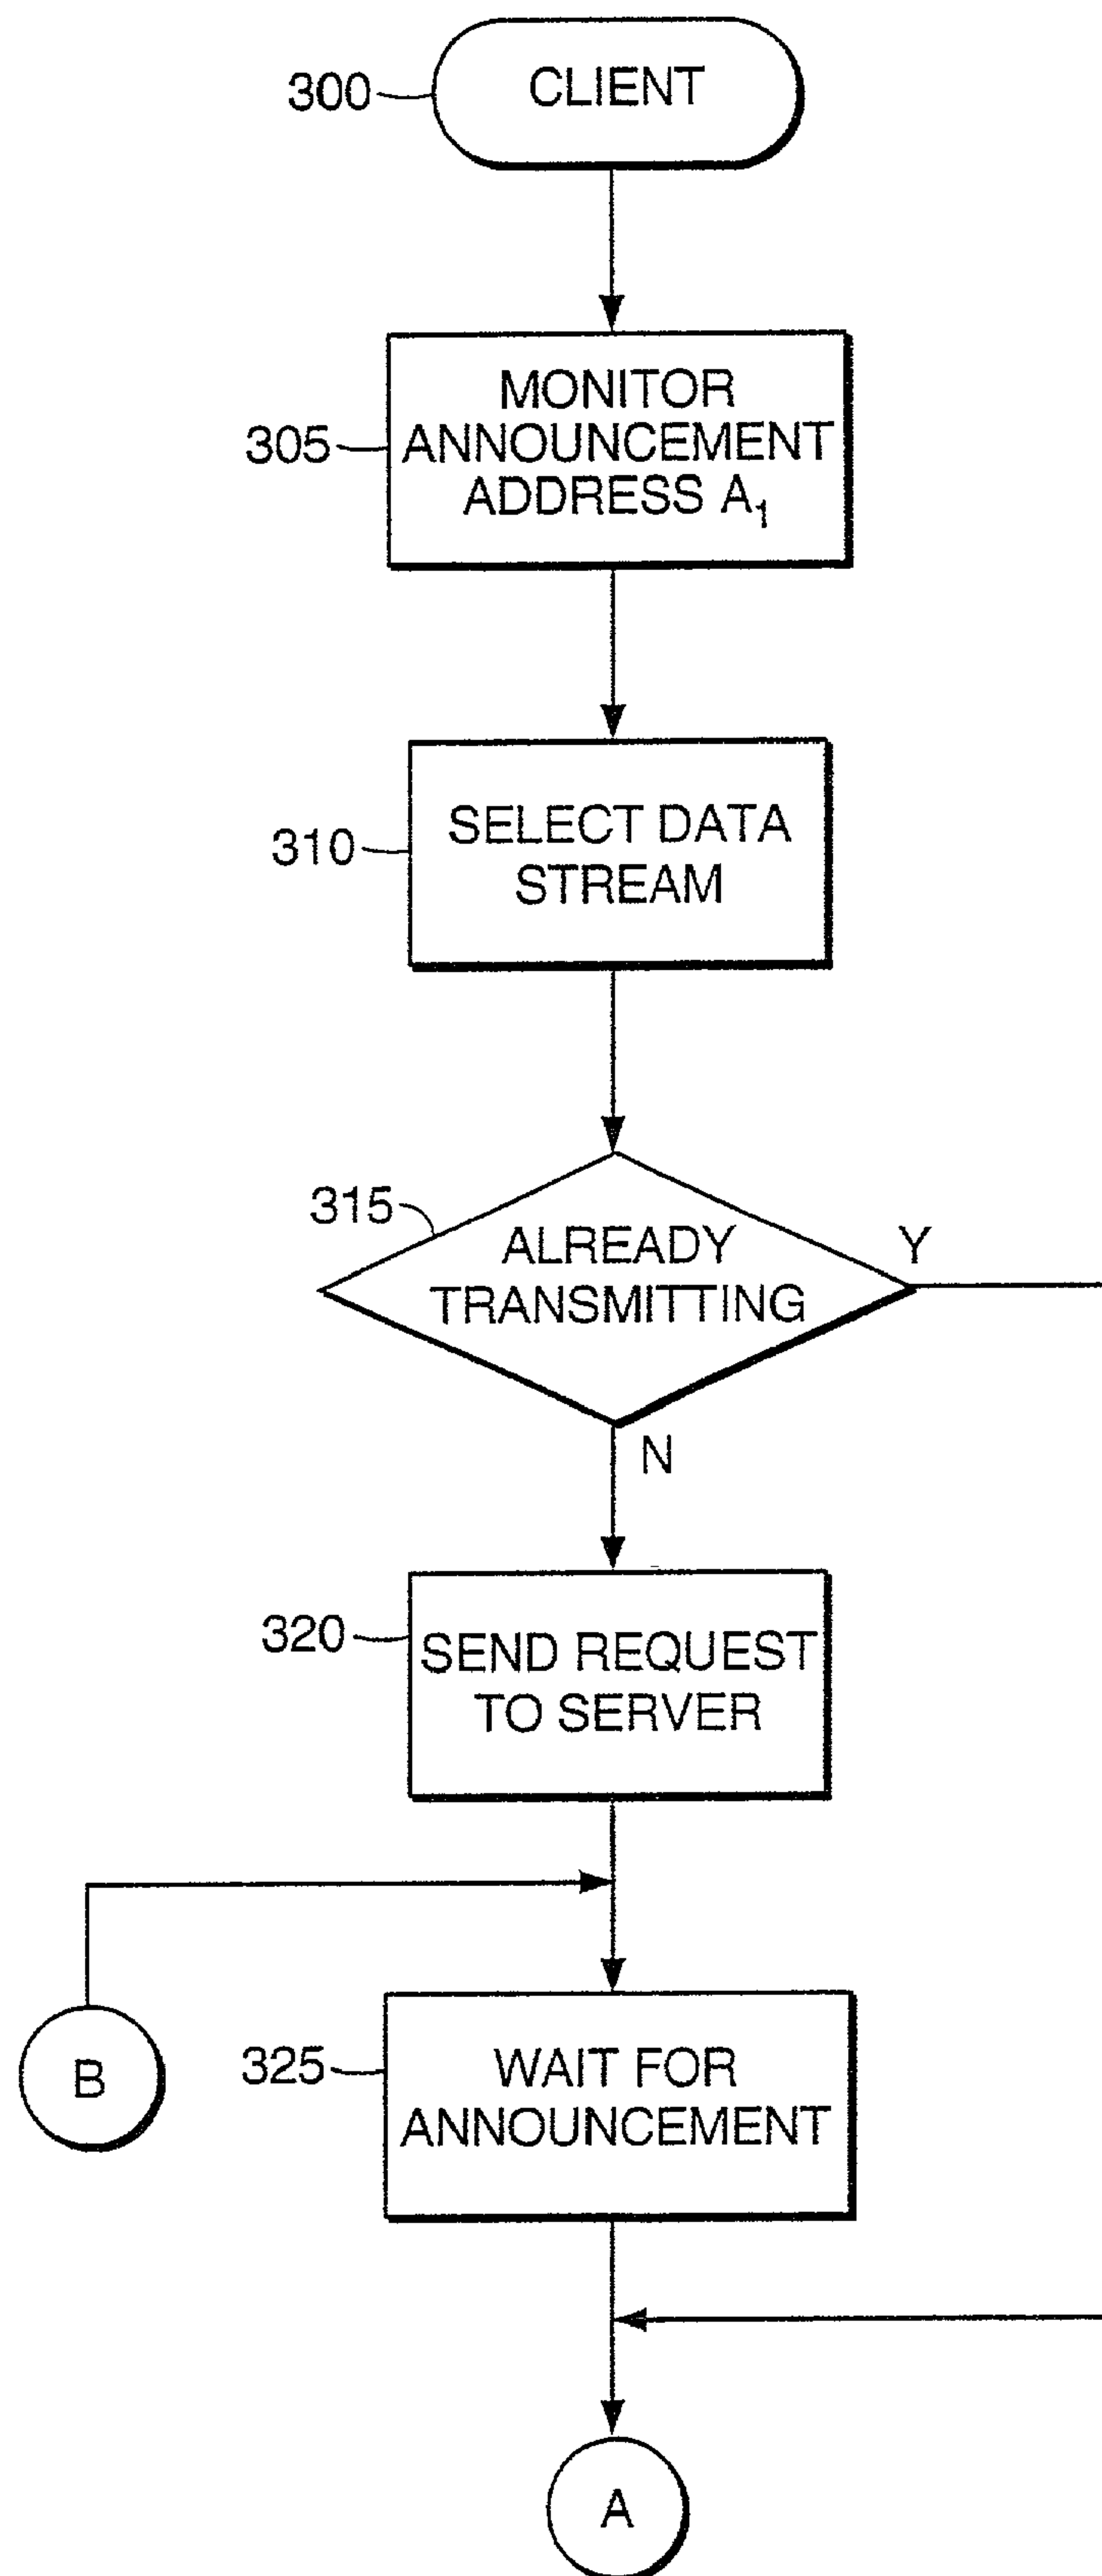 300
CLIENT
305
MONITOR
ANNOUNCEMENT
ADDRESS A₁
310
SELECT DATA
STREAM
315
ALREADY
TRANSMITTING
Y
N
320
SEND REQUEST
TO SERVER
B
325
WAIT FOR
ANNOUNCEMENT
A